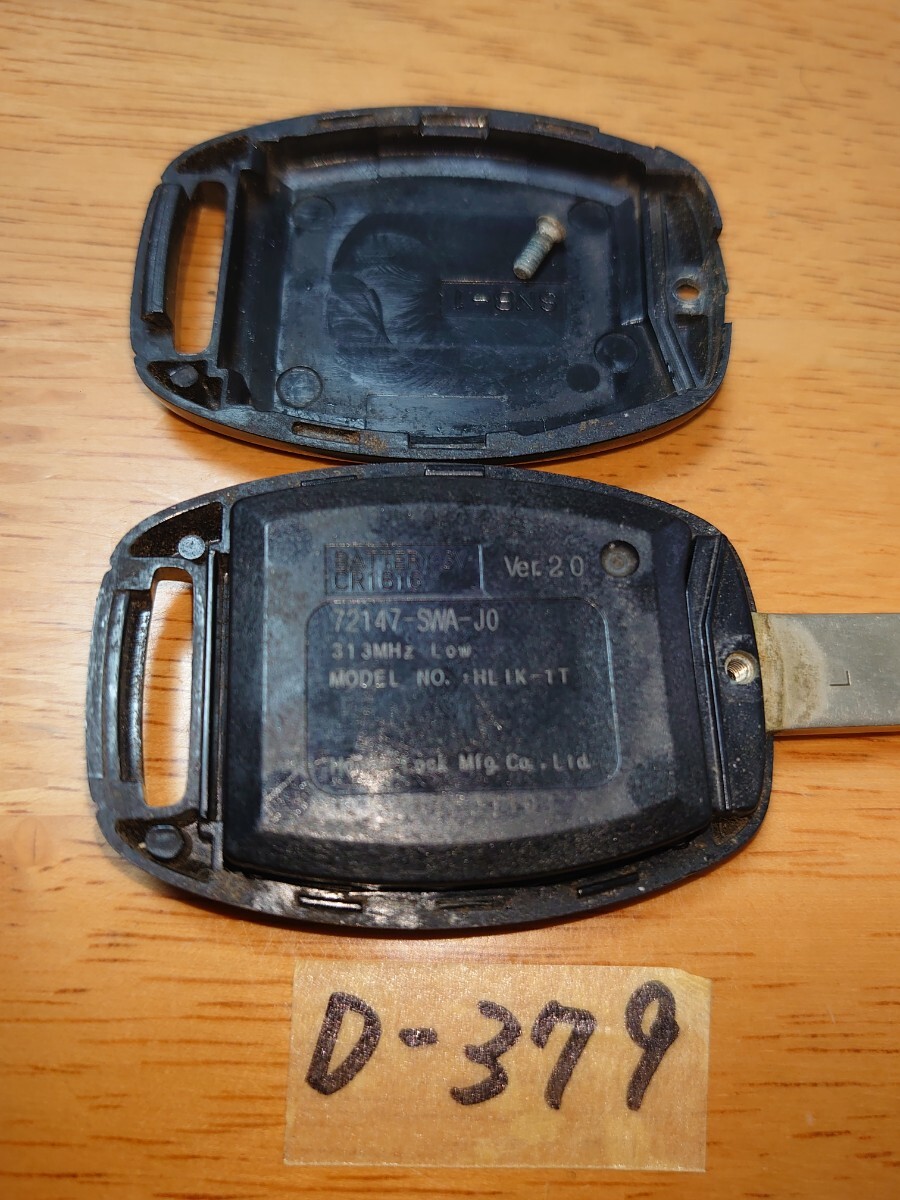 BATTERY
CR1616
Ver.2.0
72147-SWA-J0
313MHz Low
MODEL NO. :HLIK-1T
Lock Mfg Co.,Ltd
L
D-379